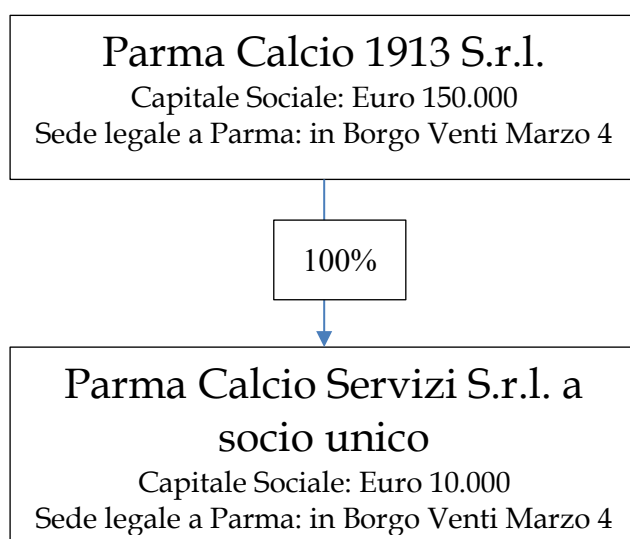 Parma Calcio 1913 S.r.l.
Capitale Sociale: Euro 150.000
Sede legale a Parma: in Borgo Venti Marzo 4
100%
Parma Calcio Servizi S.r.l. a
socio unico
Capitale Sociale: Euro 10.000
Sede legale a Parma: in Borgo Venti Marzo 4